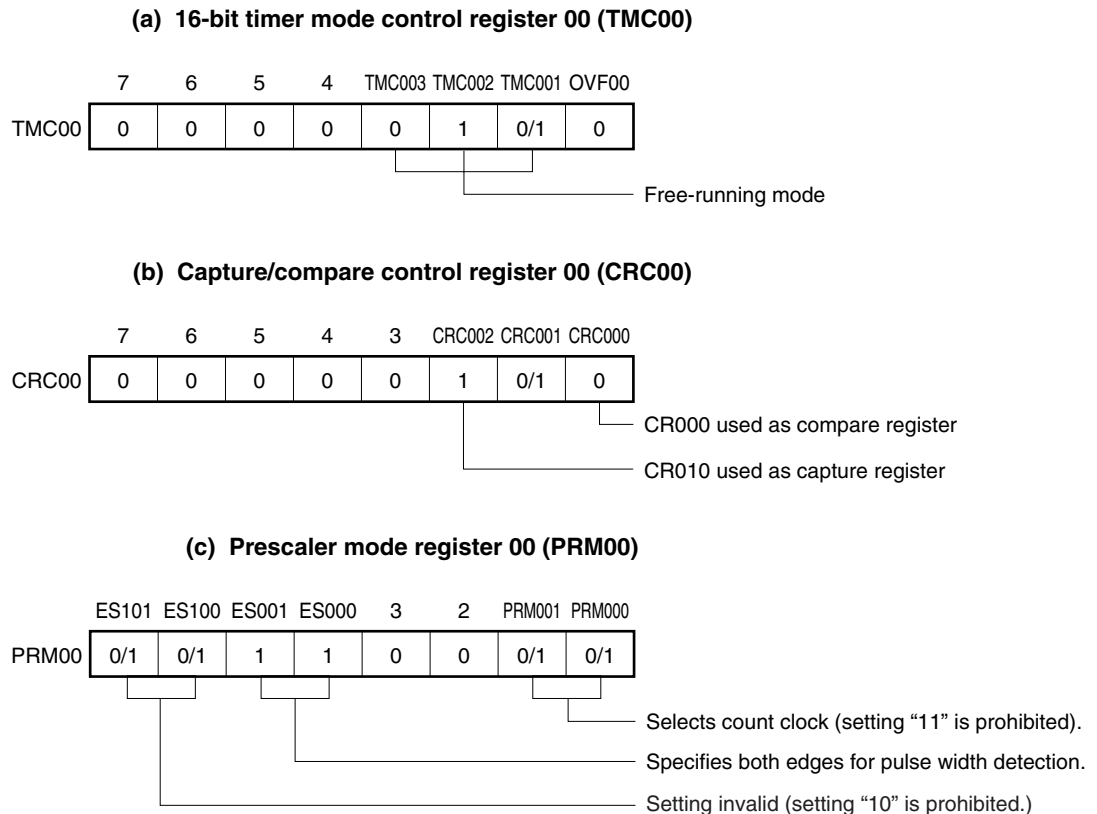 (a) 16-bit timer mode control register 00 (TMC00)
7 6 5 4 TMC003 TMC002 TMC001 OVF00
TMC00 0 0 0 0 0 1 0/1 0
Free-running mode
(b) Capture/compare control register 00 (CRC00)
7 6 5 4 3 CRC002 CRC001 CRC000
CRC00 0 0 0 0 0 1 0/1 0
CR000 used as compare register
CR010 used as capture register
(c) Prescaler mode register 00 (PRM00)
ES101 ES100 ES001 ES000 3 2 PRM001 PRM000
PRM00 0/1 0/1 1 1 0 0 0/1 0/1
Selects count clock (setting “11” is prohibited).
Specifies both edges for pulse width detection.
Setting invalid (setting “10” is prohibited.)